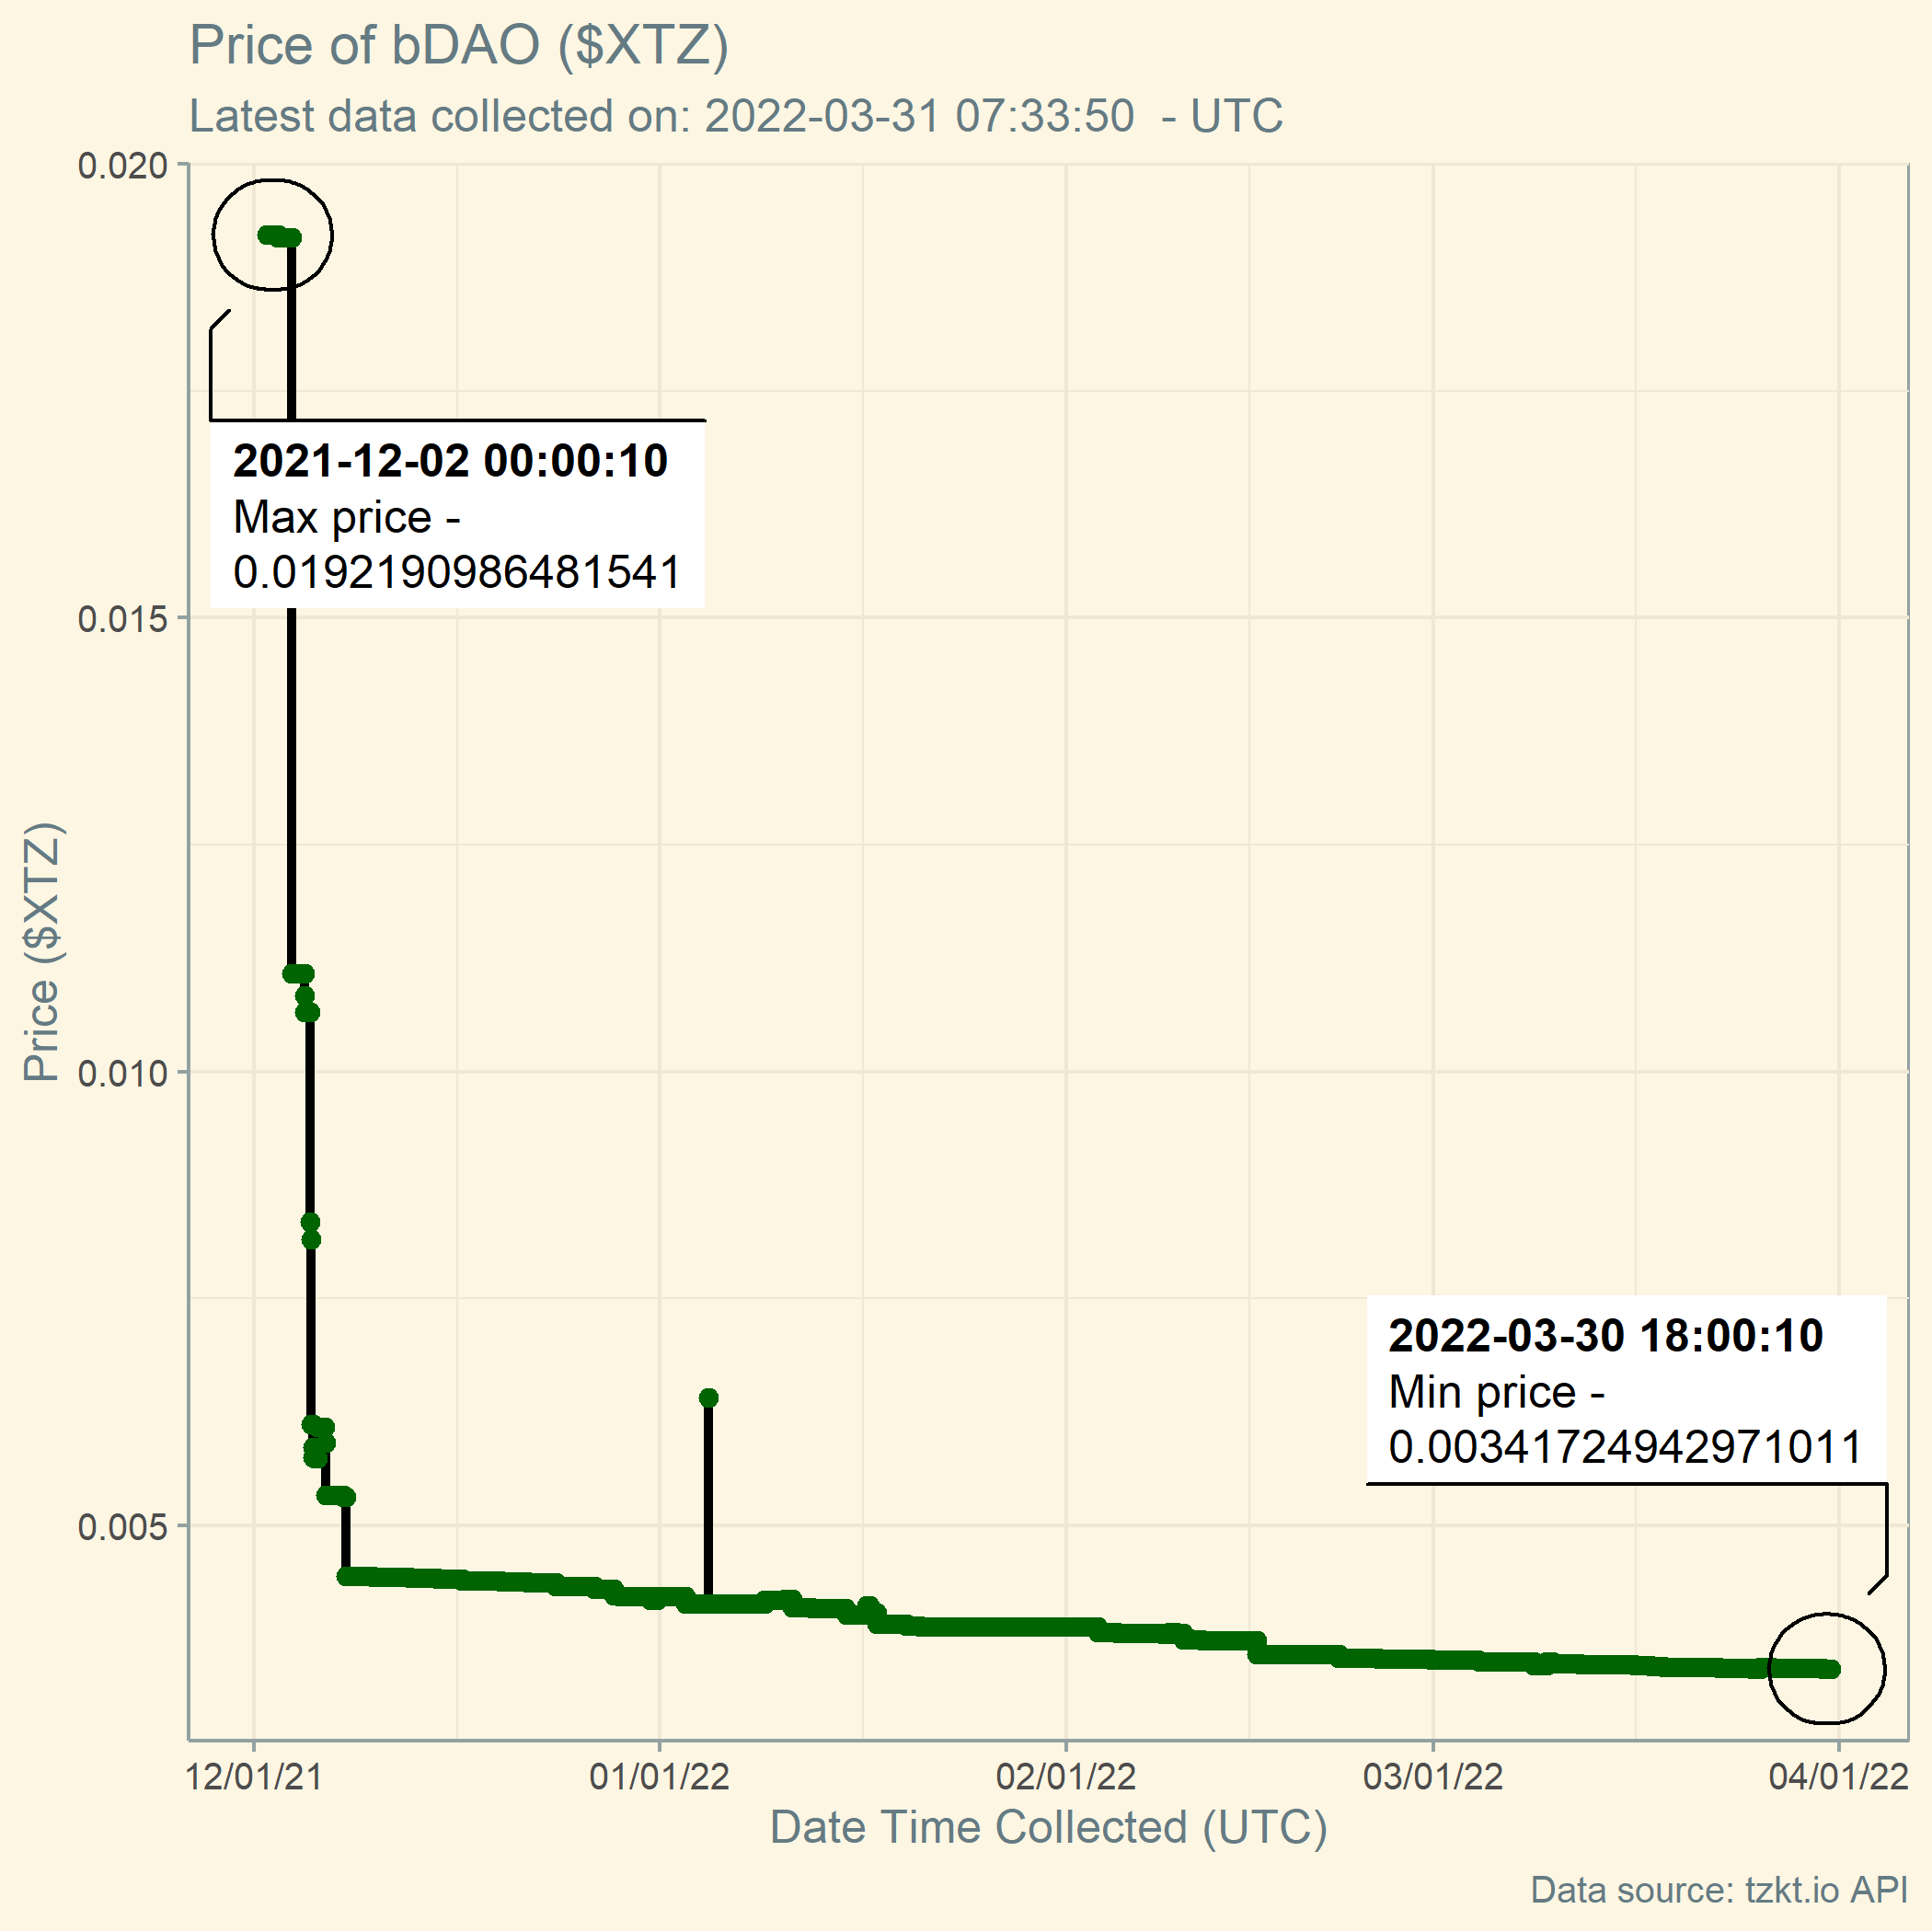 Price of bDAO ($XTZ)
Latest data collected on: 2022-03-31 07:33:50  - UTC
0.020
0.015
0.010
0.005
Price ($XTZ)
2021-12-02 00:00:10
Max price -
0.0192190986481541
2022-03-30 18:00:10
Min price -
0.00341724942971011
12/01/21
01/01/22
02/01/22
03/01/22
04/01/22
Date Time Collected (UTC)
Data source: tzkt.io API